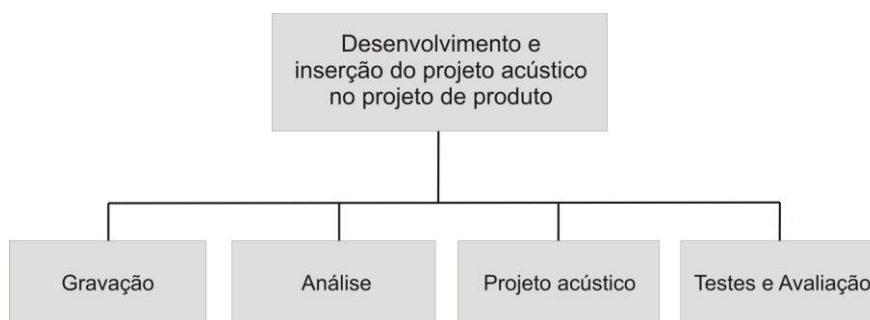 Desenvolvimento e
inserção do projeto acústico
no projeto de produto
Gravação
Análise
Projeto acústico
Testes e Avaliação